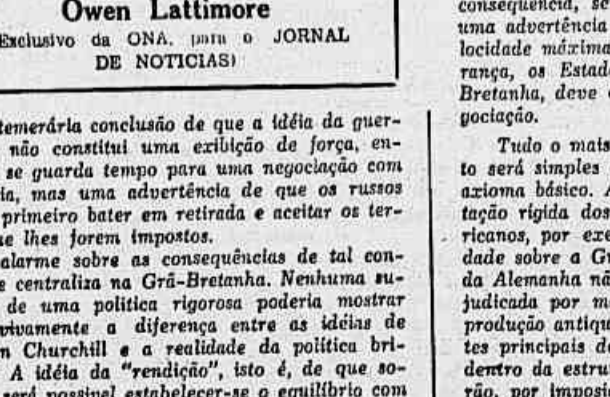 Owen Lattimore
Exclusivo da ONA, para o JORNAL
DE NOTICIAS)
temerária conclusão de que a idéia da guer-
não constitui uma exibição de força, en-
se guarda tempo para uma negociação com
ia, mas uma advertência de que os russos
primeiro bater em retirada e aceitar os ter-
ue lhes forem impostos.
alarme sobre as consequências de tal con-
e centraliza na Grã-Bretanha. Nenhuma su-
de uma politica rigorosa poderia mostrar
vivamente a diferença entre as idéias de
n Churchill e a realidade da politica bri-
A idéia da "rendição", isto é, de que so-
será possivel estabelecer-se o equilíbrio com
consequencia, se
uma advertência
locidade máxima
rança, os Estad
Bretanha, deve
gociação.
Tudo o mais
to será simples
axioma básico. A
tação rigida dos
ricanos, por exe
dade sobre a Gr
da Alemanha nã
judicada por m
produção antiqu
tes principais d
dentro da estru
rão, por imposi